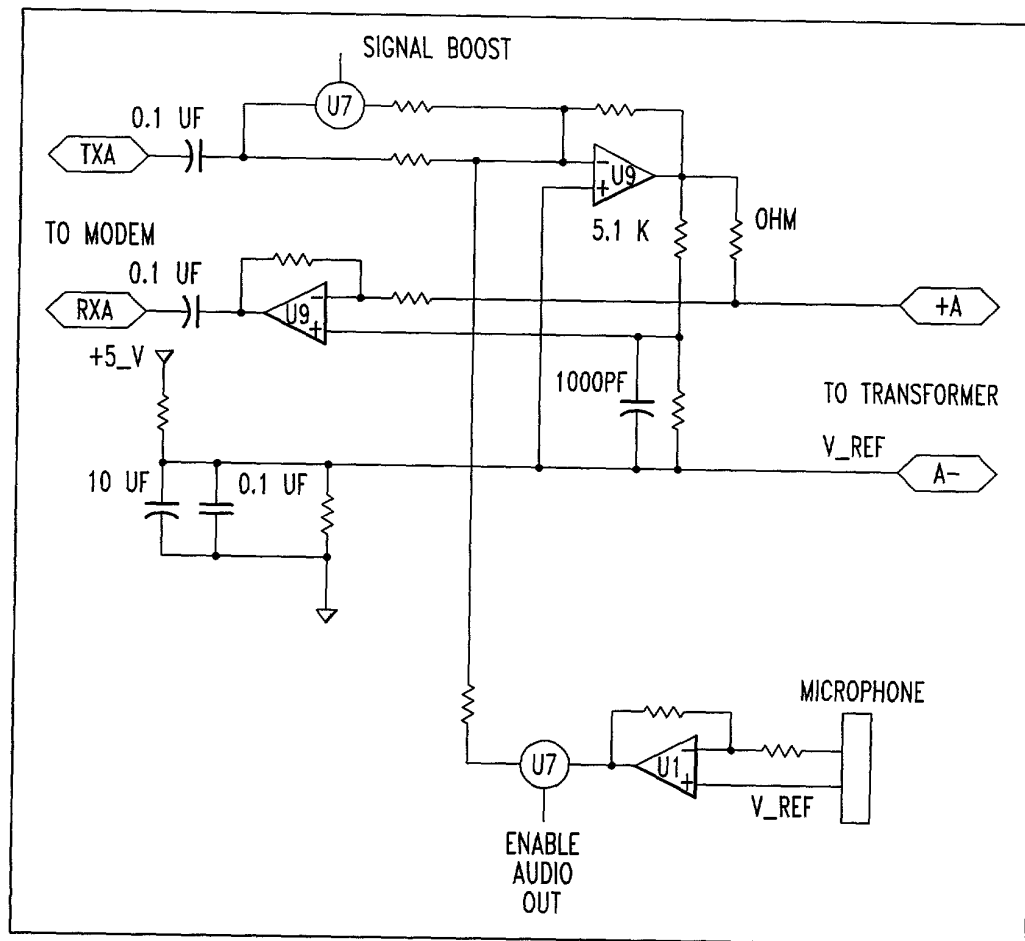 SIGNAL BOOST
U7
0.1 UF
TXA
- U9 +
5.1 K
OHM
TO MODEM
0.1 UF
RXA
- U9 +
+A
+5_V
1000PF
TO TRANSFORMER
V_REF
A-
10 UF
0.1 UF
MICROPHONE
U7
- U1 +
V_REF
ENABLE
AUDIO
OUT